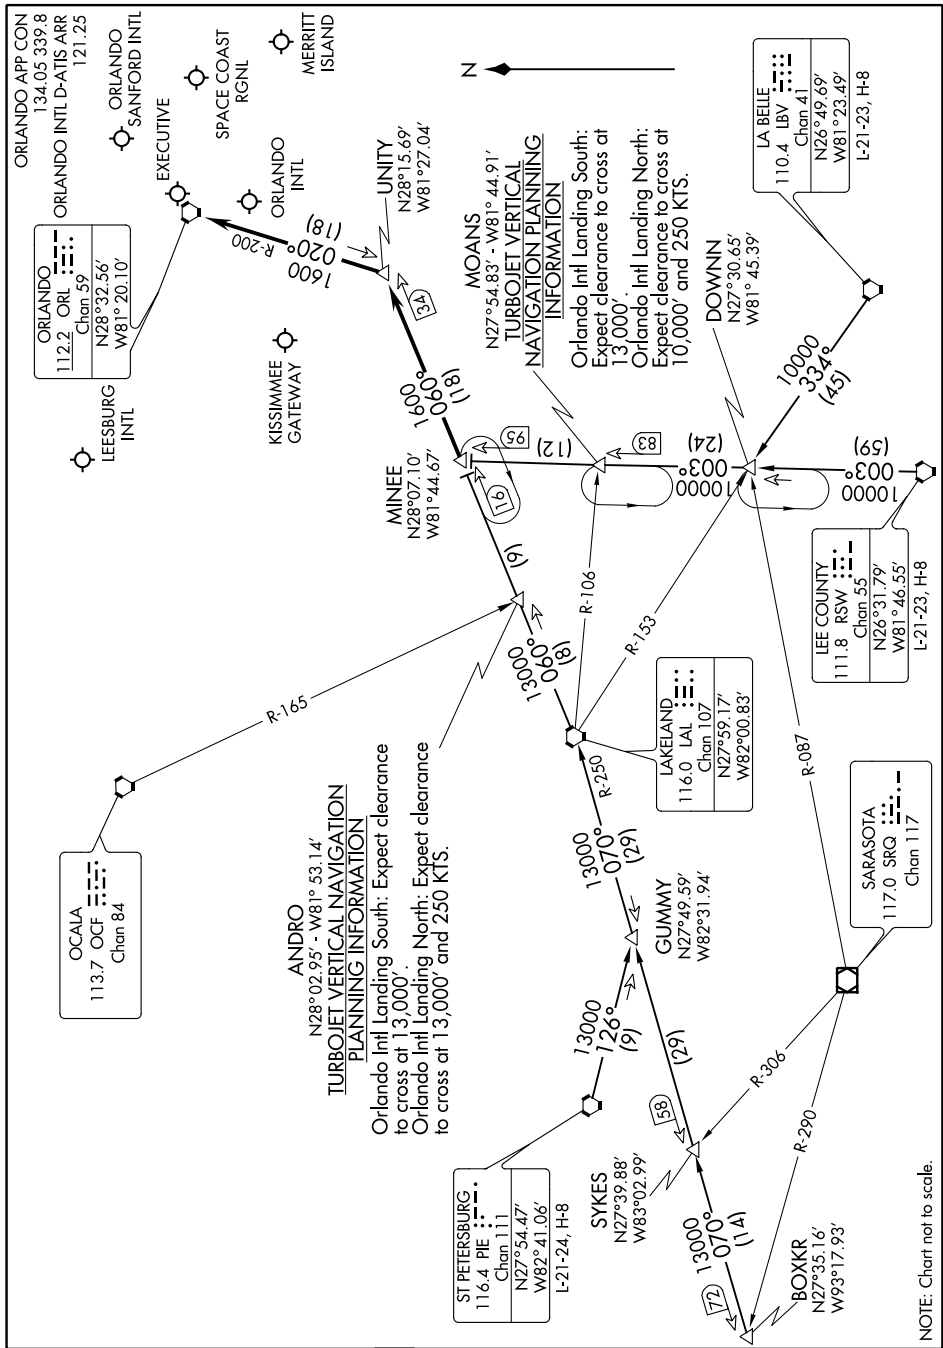 ORLANDO APP CON
134.05 339.8
ORLANDO INTL D-ATIS ARR
121.25
ORLANDO
112.2 ORL
Chan 59
N28°32.56’
W81°20.10’
LEESBURG
INTL
EXECUTIVE
ORLANDO
SANFORD INTL
SPACE COAST
RGNL
MERRITT
ISLAND
ORLANDO
INTL
KISSIMMEE
GATEWAY
N
R-200
1600
020°
(18)
UNITY
N28°15.69’
W81°27.04’
34
1600
060°
(18)
MINEE
N28°07.10’
W81°44.67’
95
16
(12)
MOANS
N27°54.83’ - W81° 44.91’
TURBOJET VERTICAL
NAVIGATION PLANNING
INFORMATION
Orlando Intl Landing South:
Expect clearance to cross at
13,000’.
Orlando Intl Landing North:
Expect clearance to cross at
10,000’ and 250 KTS.
83
(24)
003°
10000
DOWNN
N27°30.65’
W81°45.39’
LA BELLE
110.4 LBV
Chan 41
N26°49.69’
W81°23.49’
L-21-23, H-8
10000
334°
(45)
(59)
003°
10000
LEE COUNTY
111.8 RSW
Chan 55
N26°31.79’
W81°46.55’
L-21-23, H-8
(9)
R-106
R-153
R-165
OCALA
113.7 OCF
Chan 84
ANDRO
N28°02.95’ - W81° 53.14’
TURBOJET VERTICAL NAVIGATION
PLANNING INFORMATION
Orlando Intl Landing South: Expect clearance
to cross at 13,000’.
Orlando Intl Landing North: Expect clearance
to cross at 13,000’ and 250 KTS.
13000
060°
(8)
LAKELAND
116.0 LAL
Chan 107
N27°59.17’
W82°00.83’
R-250
13000
070°
(29)
GUMMY
N27°49.59’
W82°31.94’
R-087
SARASOTA
117.0 SRQ
Chan 117
13000
126°
(9)
(29)
ST PETERSBURG
116.4 PIE
Chan 111
N27°54.47’
W82°41.06’
L-21-24, H-8
58
SYKES
N27°39.88’
W83°02.99’
R-306
R-290
13000
070°
(14)
72
BOXKR
N27°35.16’
W93°17.93’
NOTE: Chart not to scale.